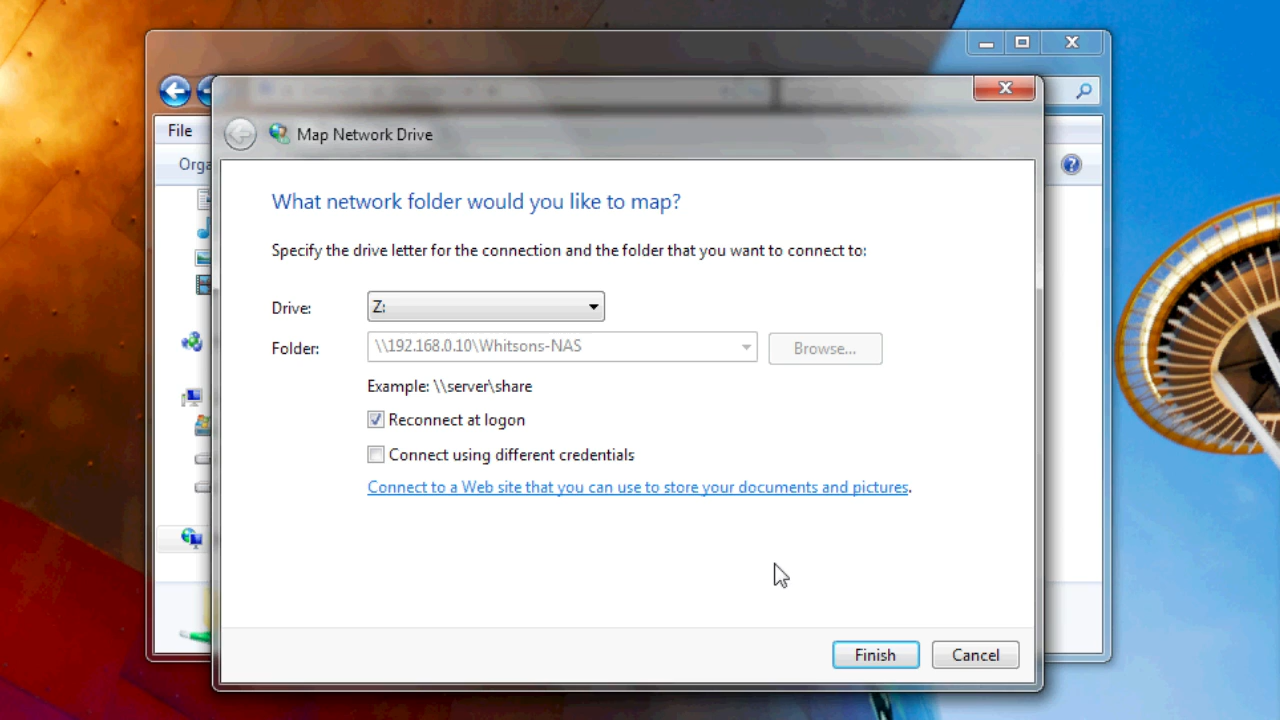 File
Orga
Map Network Drive
What network folder would you like to map?
Specify the drive letter for the connection and the folder that you want to connect to:
Drive:
Z:
Folder:
\\192.168.0.10\Whitsons-NAS
Browse...
Example: \\server\share
Reconnect at logon
Connect using different credentials
Connect to a Web site that you can use to store your documents and pictures.
Finish
Cancel